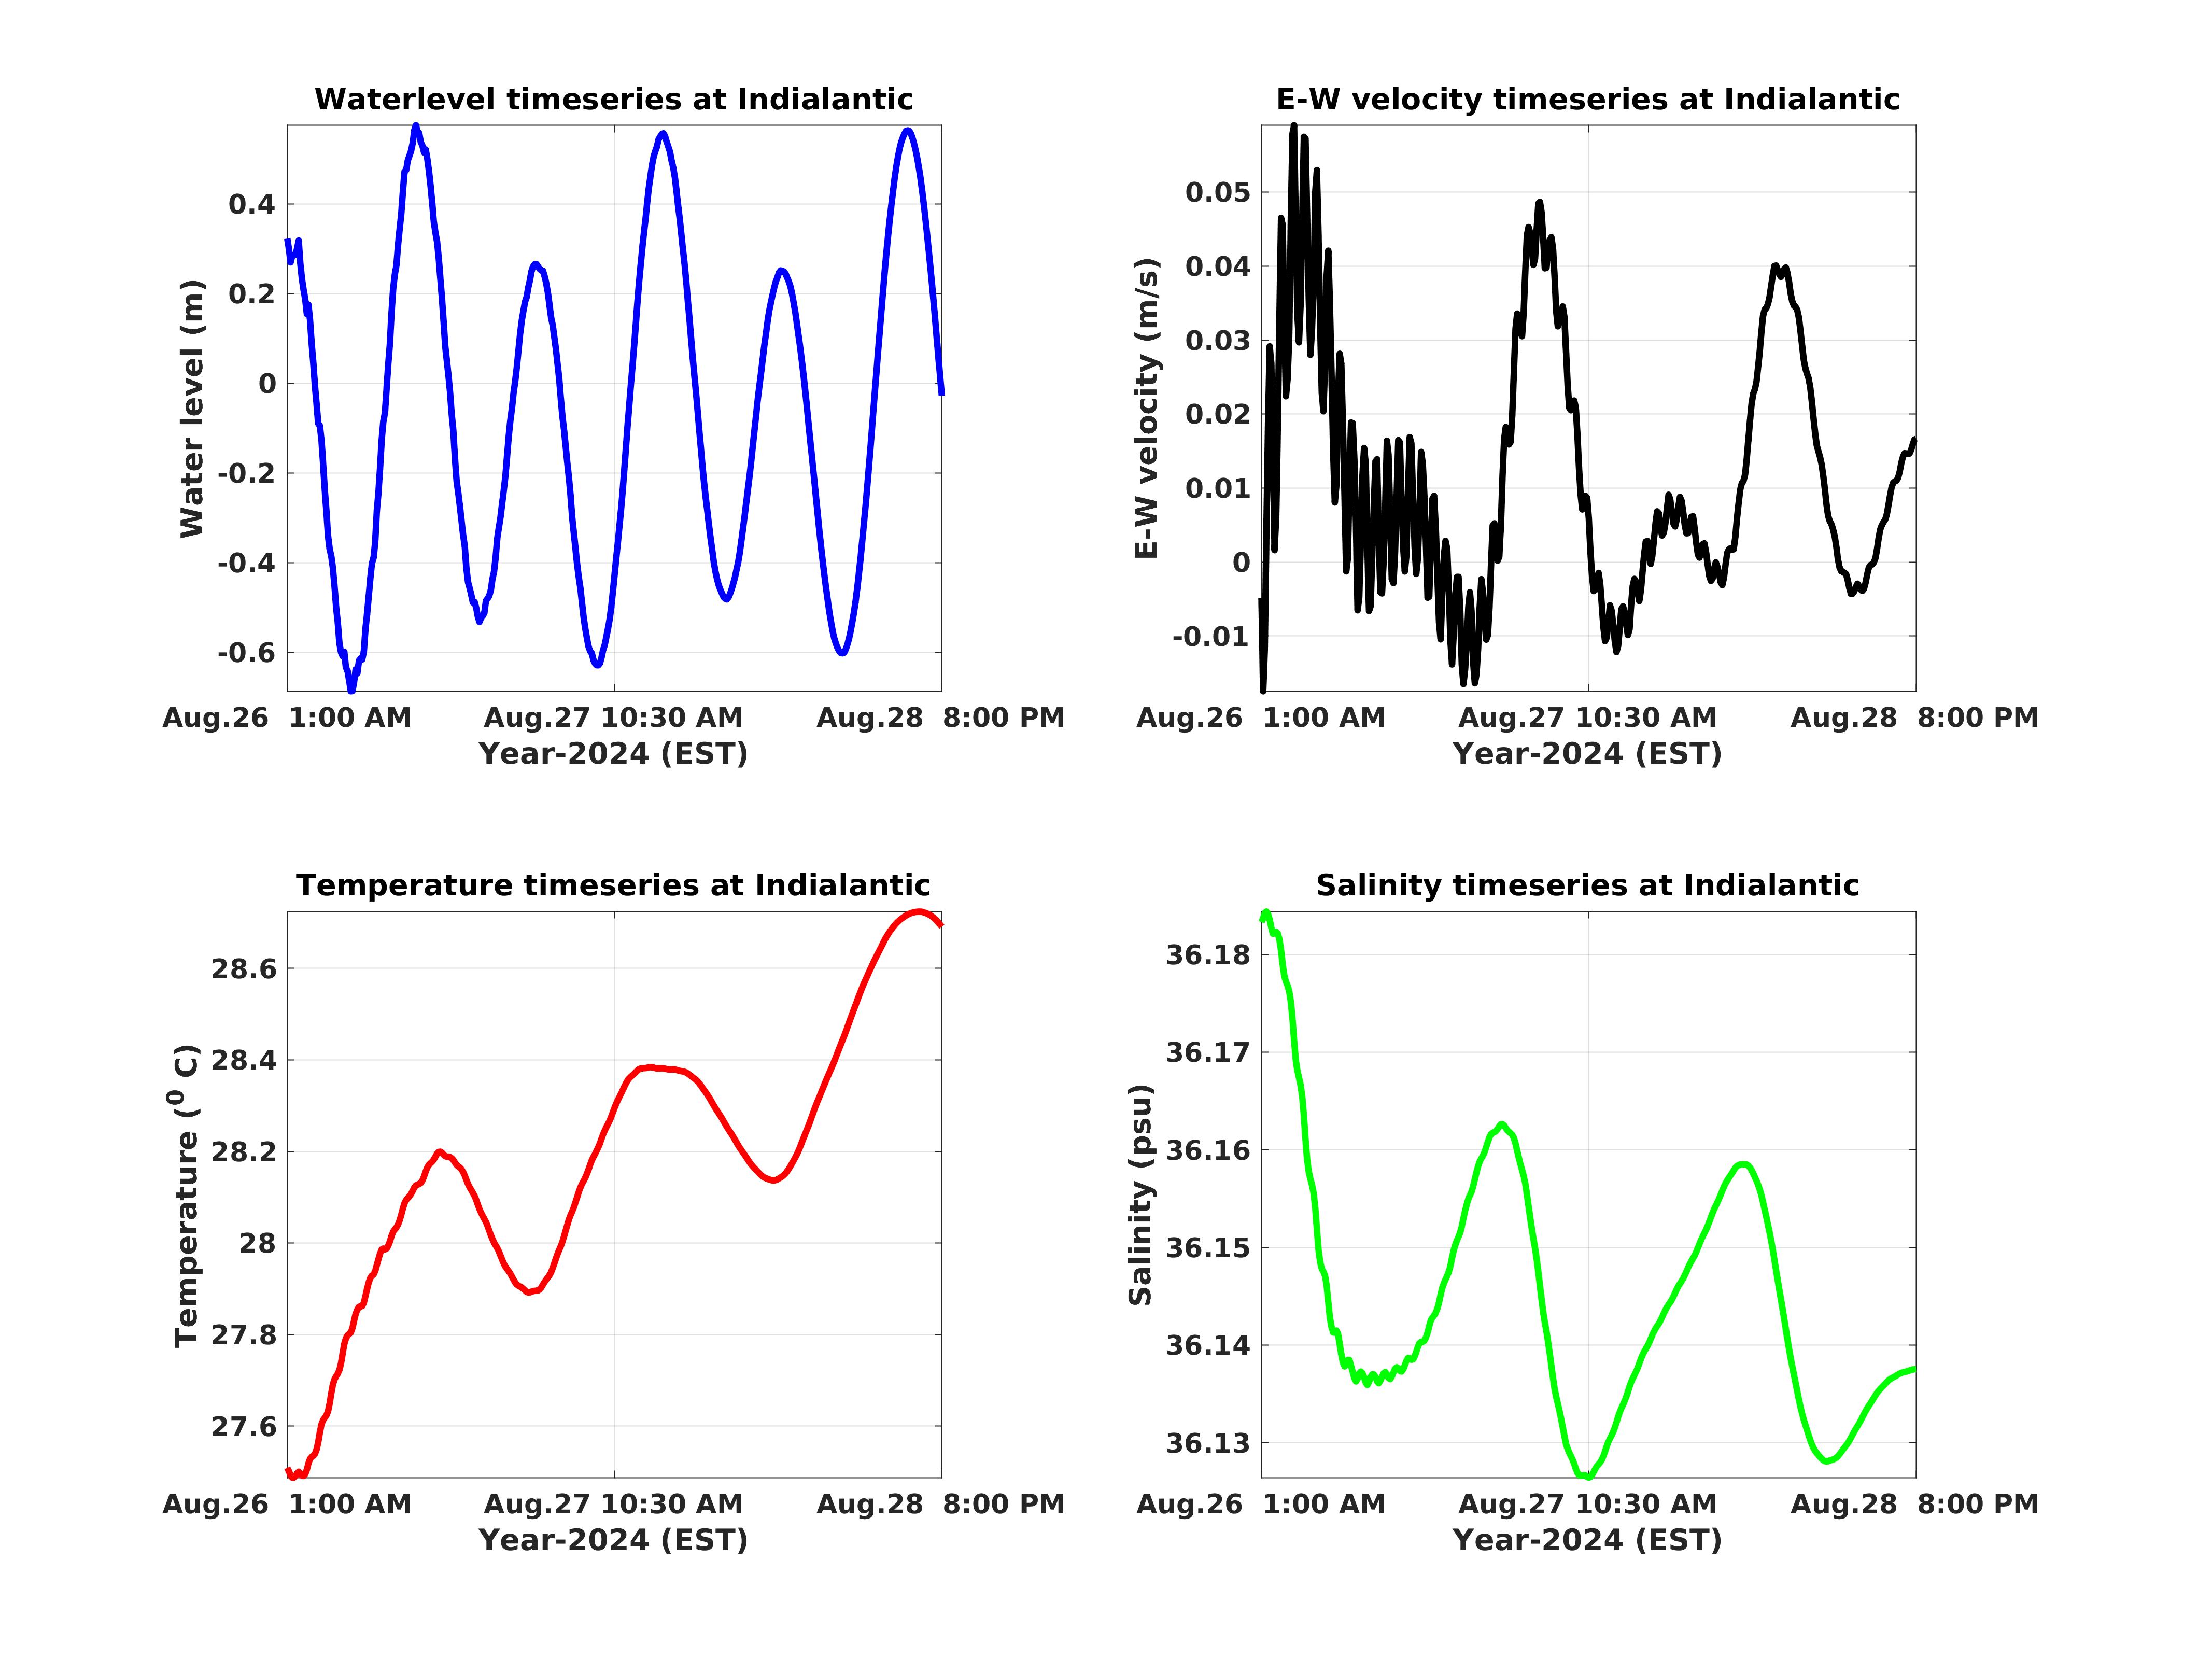 Waterlevel timeseries at Indialantic
Water level (m)
0.4
0.2
0
-0.2
-0.4
-0.6
Aug.26 1:00 AM Aug.27 10:30 AM Aug.28 8:00 PM
Year-2024 (EST)
E-W velocity timeseries at Indialantic
E-W velocity (m/s)
0.05
0.04
0.03
0.02
0.01
0
-0.01
Aug.26 1:00 AM Aug.27 10:30 AM Aug.28 8:00 PM
Year-2024 (EST)
Temperature timeseries at Indialantic
Temperature (⁰ C)
28.6
28.4
28.2
28
27.8
27.6
Aug.26 1:00 AM Aug.27 10:30 AM Aug.28 8:00 PM
Year-2024 (EST)
Salinity timeseries at Indialantic
Salinity (psu)
36.18
36.17
36.16
36.15
36.14
36.13
Aug.26 1:00 AM Aug.27 10:30 AM Aug.28 8:00 PM
Year-2024 (EST)